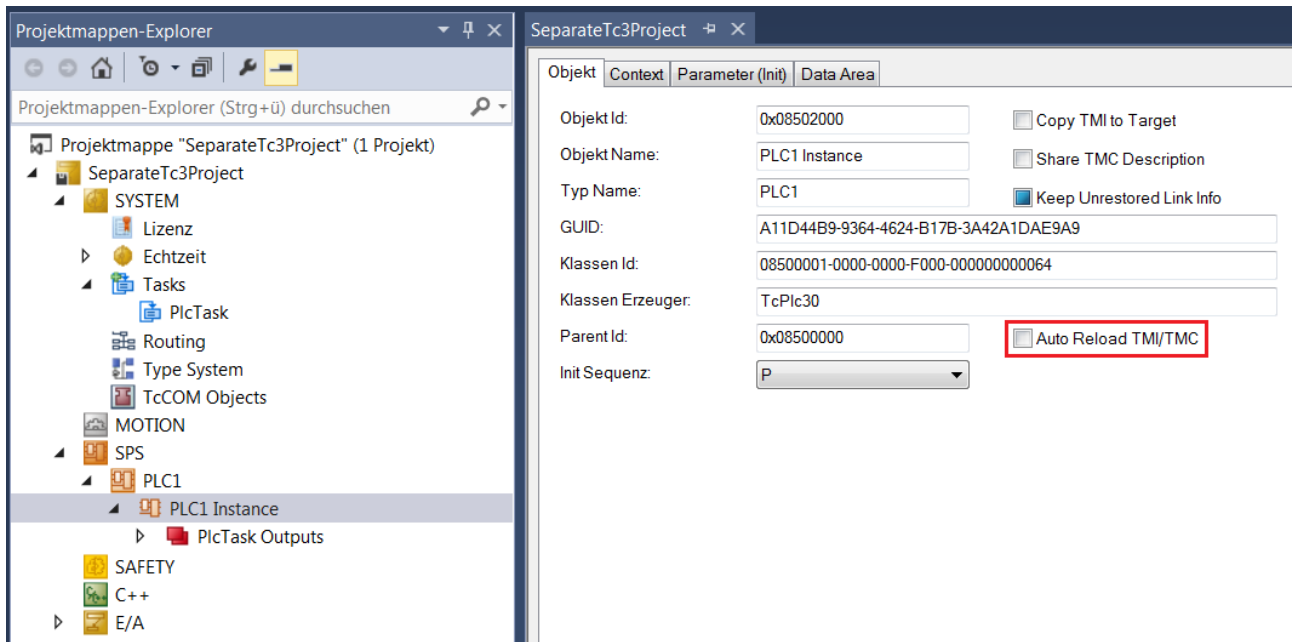 Projektmappen-Explorer
Projektmappen-Explorer (Strg+ü) durchsuchen
Projektmappe "SeparateTc3Project" (1 Projekt)
SeparateTc3Project
SYSTEM
Lizenz
Echtzeit
Tasks
PlcTask
Routing
Type System
TcCOM Objects
MOTION
SPS
PLC1
PLC1 Instance
PlcTask Outputs
SAFETY
C++
E/A
SeparateTc3Project
Objekt Context Parameter (Init) Data Area
Objekt Id: 0x08502000 Copy TMI to Target
Objekt Name: PLC1 Instance Share TMC Description
Typ Name: PLC1 Keep Unrestored Link Info
GUID: A11D44B9-9364-4624-B17B-3A42A1DAE9A9
Klassen Id: 08500001-0000-0000-F000-000000000064
Klassen Erzeuger: TcPlc30
Parent Id: 0x08500000 Auto Reload TMI/TMC
Init Sequenz: P